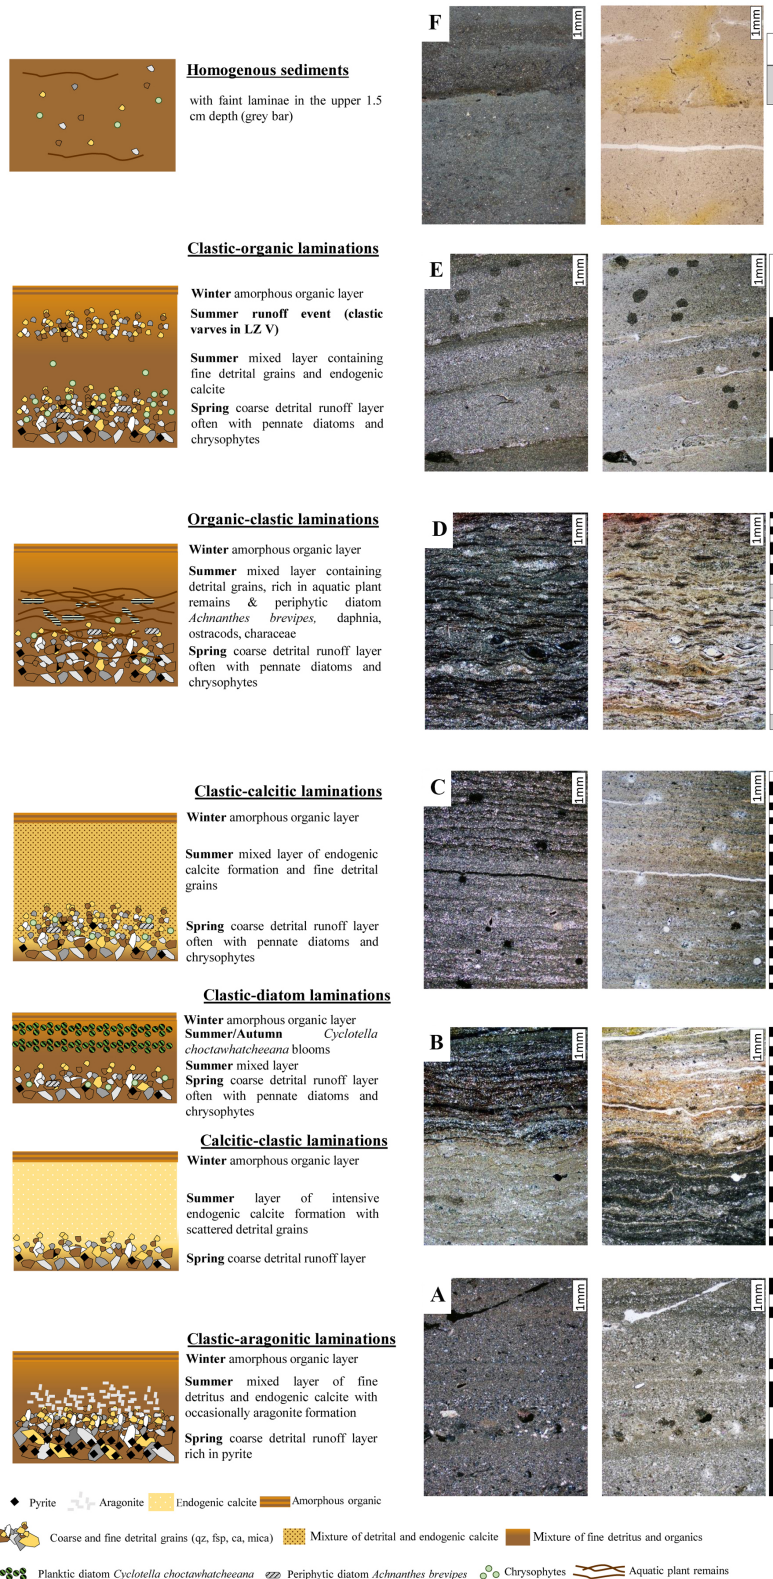 F
1mm
1mm
Homogenous sediments
with faint laminae in the upper 1.5
cm depth (grey bar)
Clastic-organic laminations
Winter amorphous organic layer
Summer runoff event (clastic
varves in LZ V)
Summer mixed layer containing
fine detrital grains and endogenic
calcite
Spring coarse detrital runoff layer
often with pennate diatoms and
chrysophytes
E
1mm
1mm
Organic-clastic laminations
Winter amorphous organic layer
Summer mixed layer containing
detrital grains, rich in aquatic plant
remains & periphytic diatom
Achnanthes brevipes, daphnia,
ostracods, characeae
Spring coarse detrital runoff layer
often with pennate diatoms and
chrysophytes
D
1mm
1mm
Clastic-calcitic laminations
Winter amorphous organic layer
Summer mixed layer of endogenic
calcite formation and fine detrital
grains
Spring coarse detrital runoff layer
often with pennate diatoms and
chrysophytes
C
1mm
1mm
Clastic-diatom laminations
Winter amorphous organic layer
Summer/Autumn Cyclotella
choctawhatcheeana blooms
Summer mixed layer
Spring coarse detrital runoff layer
often with pennate diatoms and
chrysophytes
B
1mm
1mm
Calcitic-clastic laminations
Winter amorphous organic layer
Summer layer of intensive
endogenic calcite formation with
scattered detrital grains
Spring coarse detrital runoff layer
A
1mm
1mm
Clastic-aragonitic laminations
Winter amorphous organic layer
Summer mixed layer of fine
detritus and endogenic calcite with
occasionally aragonite formation
Spring coarse detrital runoff layer
rich in pyrite
Pyrite Aragonite Endogenic calcite Amorphous organic
Coarse and fine detrital grains (qz, fsp, ca, mica) Mixture of detrital and endogenic calcite Mixture of fine detritus and organics
Planktic diatom Cyclotella choctawhatcheeana Periphytic diatom Achnanthes brevipes Chrysophytes Aquatic plant remains